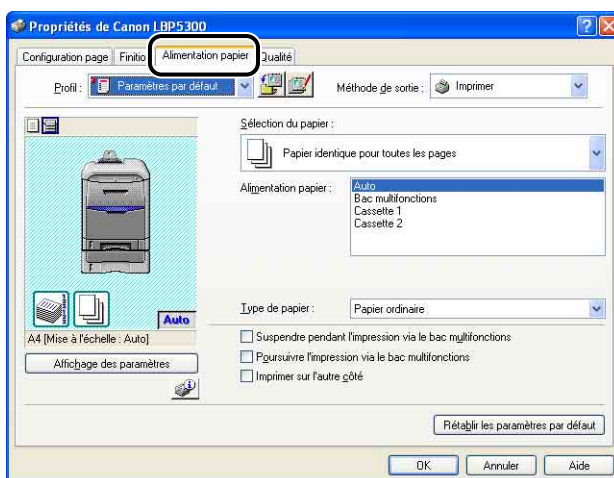 Propriétés de Canon LBP5300
Configuration page Finitio Alimentation papier Qualité
Profil : Paramètres par défaut Méthode de sortie : Imprimer
Sélection du papier :
Papier identique pour toutes les pages
Alimentation papier :
Auto
Bac multifonctions
Cassette 1
Cassette 2
Auto
A4 [Mise à l'échelle : Auto]
Type de papier : Papier ordinaire
Affichage des paramètres
Suspendre pendant l'impression via le bac multifonctions
Poursuivre l'impression via le bac multifonctions
Imprimer sur l'autre côté
Rétablir les paramètres par défaut
OK Annuler Aide